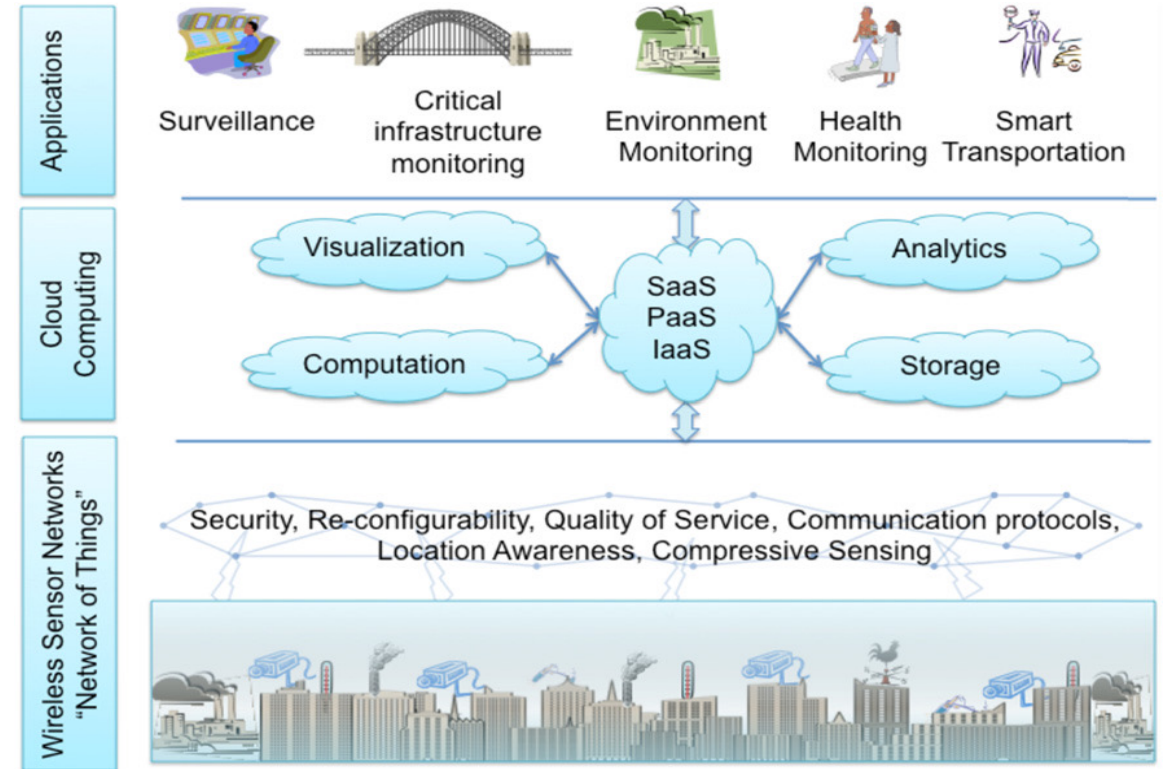 Applications
Surveillance
Critical
infrastructure
monitoring
Environment
Monitoring
Health
Monitoring
Smart
Transportation
Cloud
Computing
Visualization
Computation
SaaS
PaaS
IaaS
Analytics
Storage
Wireless Sensor Networks
“Network of Things”
Security, Re-configurability, Quality of Service, Communication protocols,
Location Awareness, Compressive Sensing